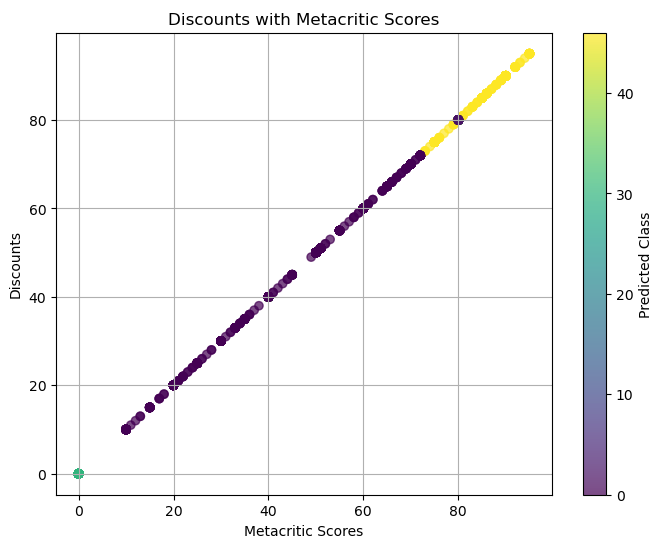 Discounts with Metacritic Scores
Discounts
80
60
40
20
0
0 20 40 60 80
Metacritic Scores
40
30
20
10
0
Predicted Class